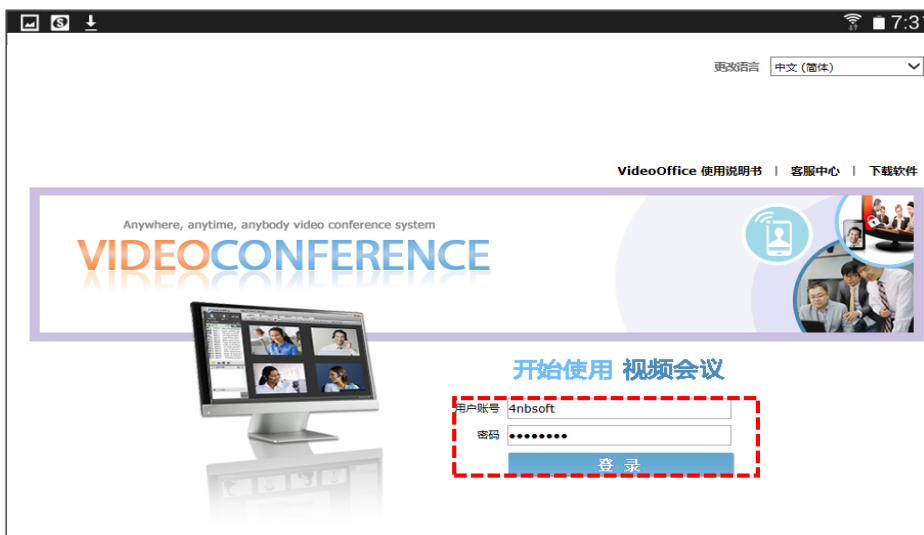 7:3
更改语言 中文 (简体)
VideoOffice 使用说明书 | 客服中心 | 下载软件
Anywhere, anytime, anybody video conference system
VIDEOCONFERENCE
开始使用 视频会议
用户账号 4nbsoft
密码 ••••••••
登 录